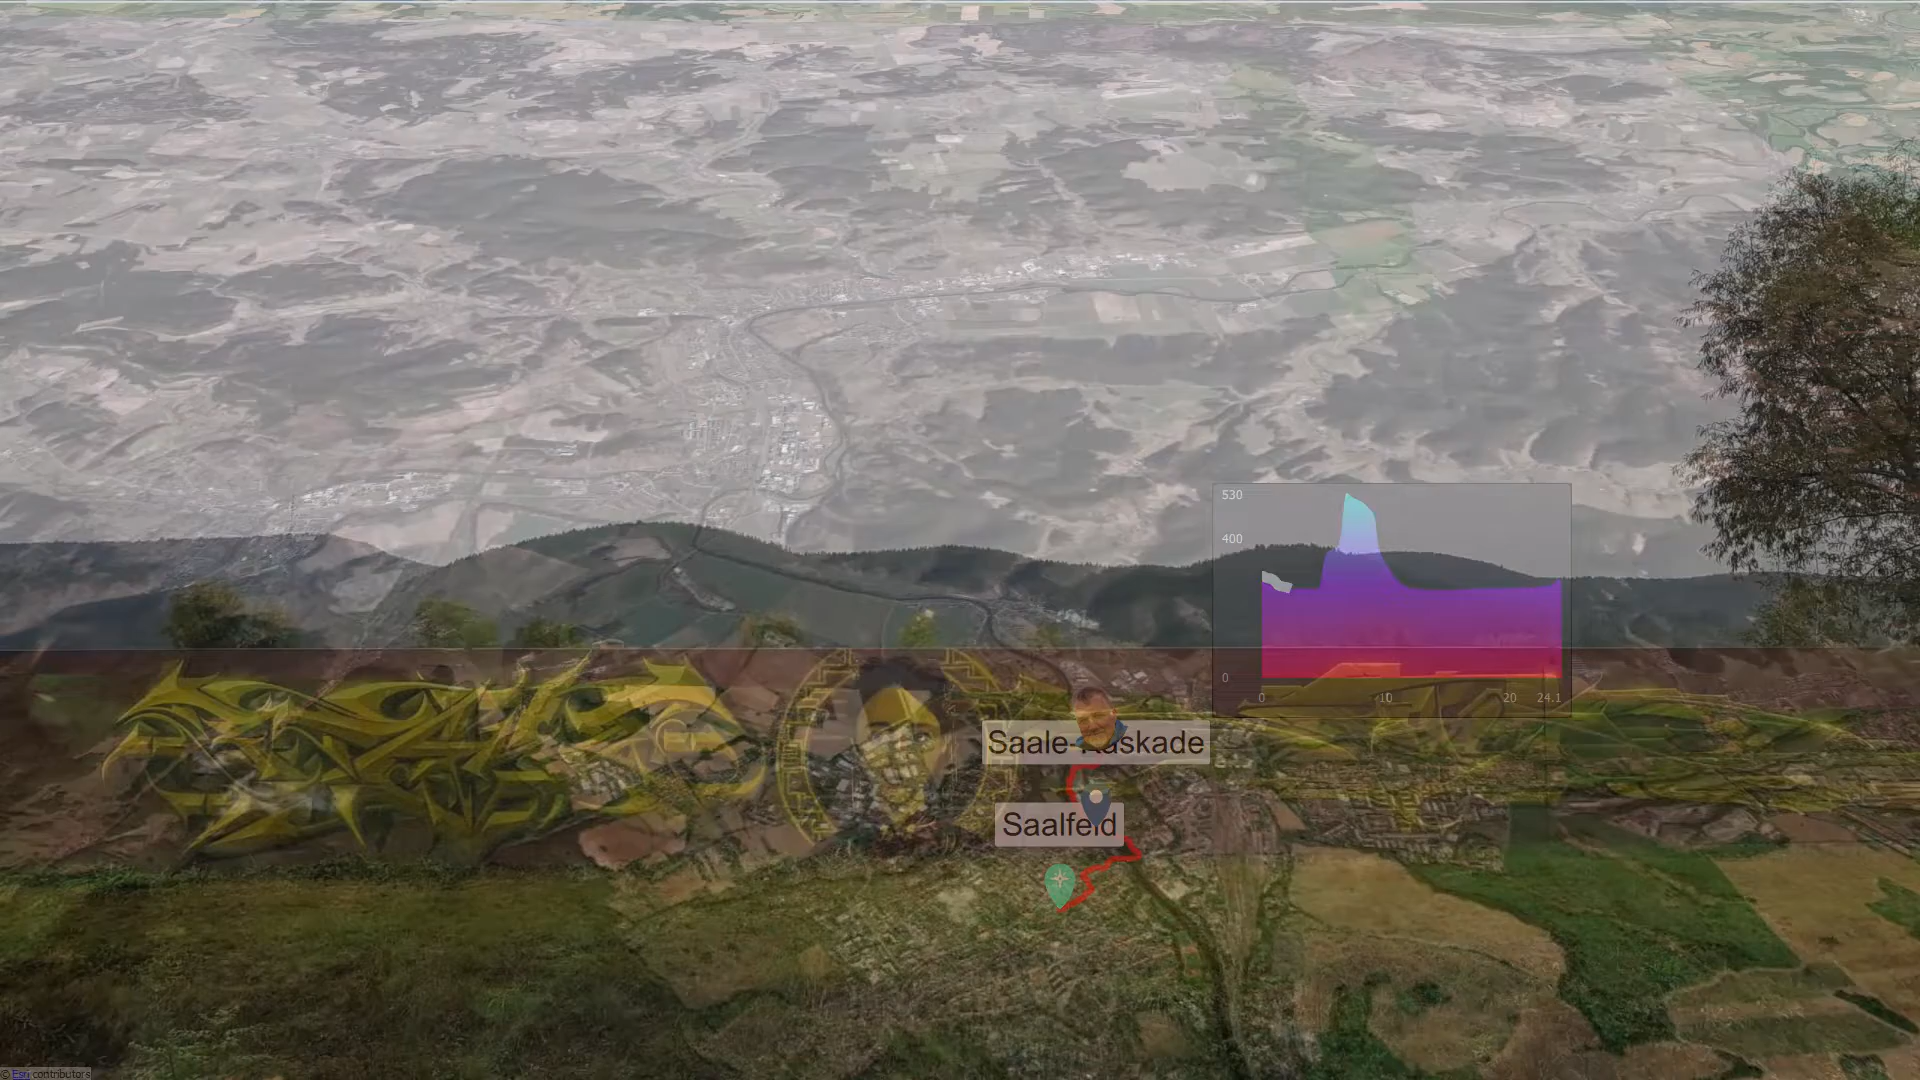 530
400
0
0 10 20 24.1
Saale-Kaskade
Saalfeld
© Esri contributors